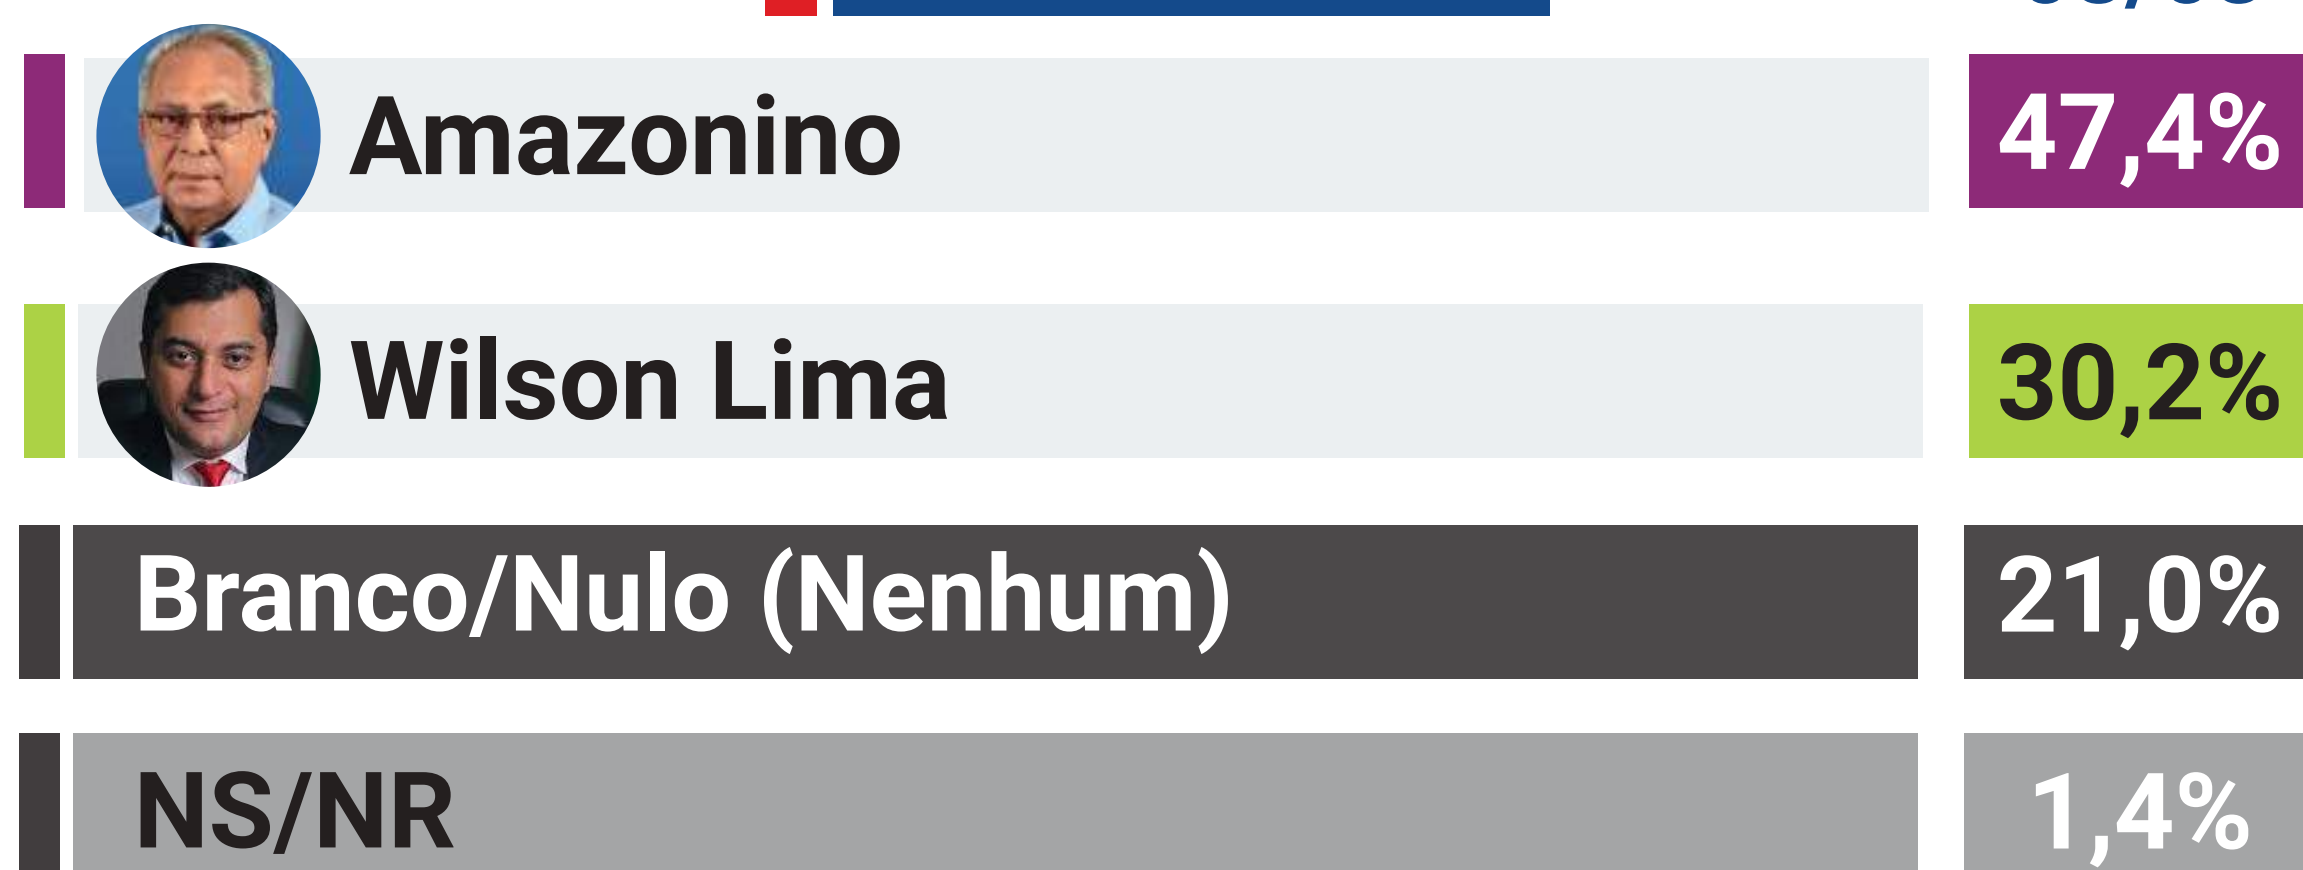 Amazonino
47,4%
Wilson Lima
30,2%
Branco/Nulo (Nenhum)
21,0%
NS/NR
1,4%